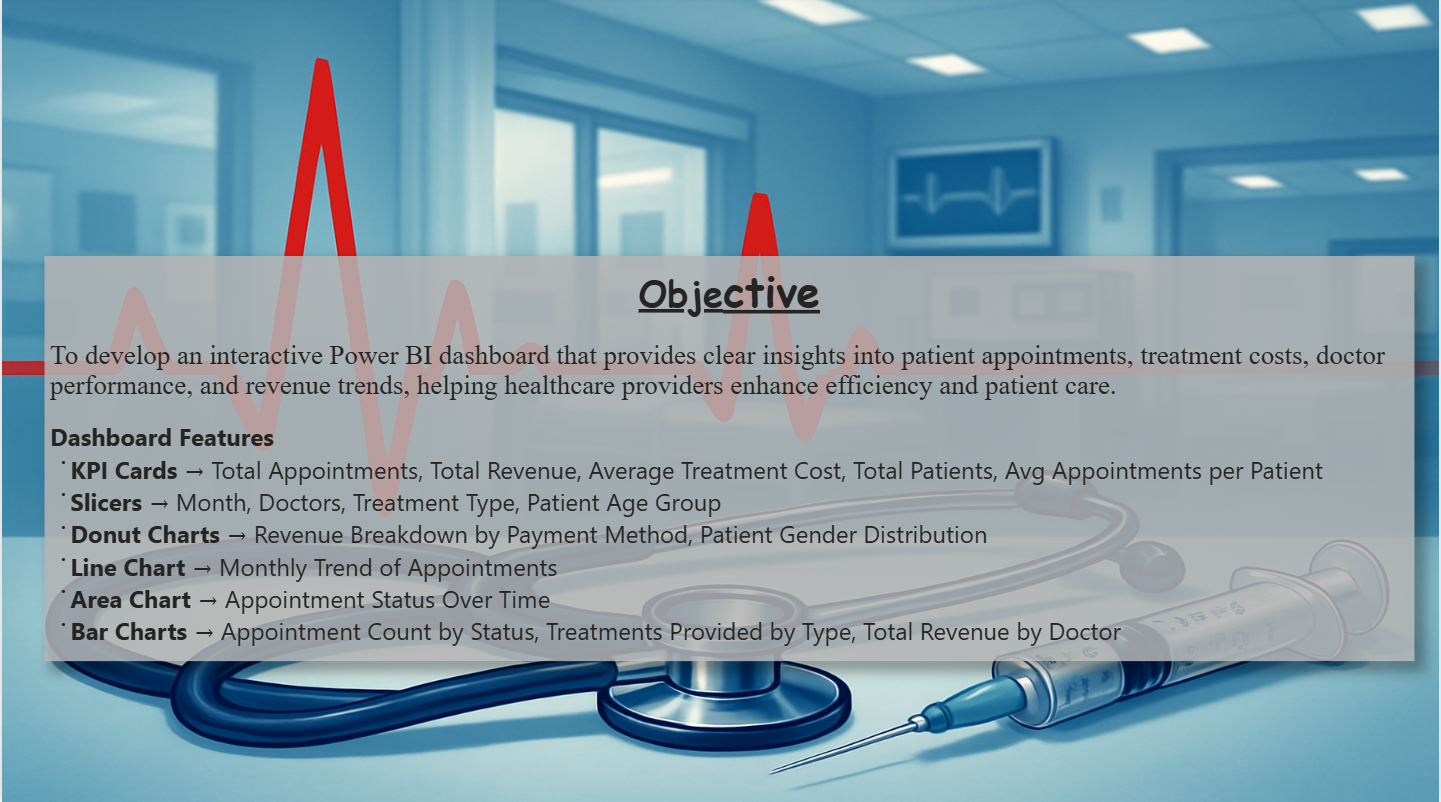 Objective
To develop an interactive Power BI dashboard that provides clear insights into patient appointments, treatment costs, doctor
performance, and revenue trends, helping healthcare providers enhance efficiency and patient care.
Dashboard Features
· KPI Cards → Total Appointments, Total Revenue, Average Treatment Cost, Total Patients, Avg Appointments per Patient
· Slicers → Month, Doctors, Treatment Type, Patient Age Group
· Donut Charts → Revenue Breakdown by Payment Method, Patient Gender Distribution
· Line Chart → Monthly Trend of Appointments
· Area Chart → Appointment Status Over Time
· Bar Charts → Appointment Count by Status, Treatments Provided by Type, Total Revenue by Doctor